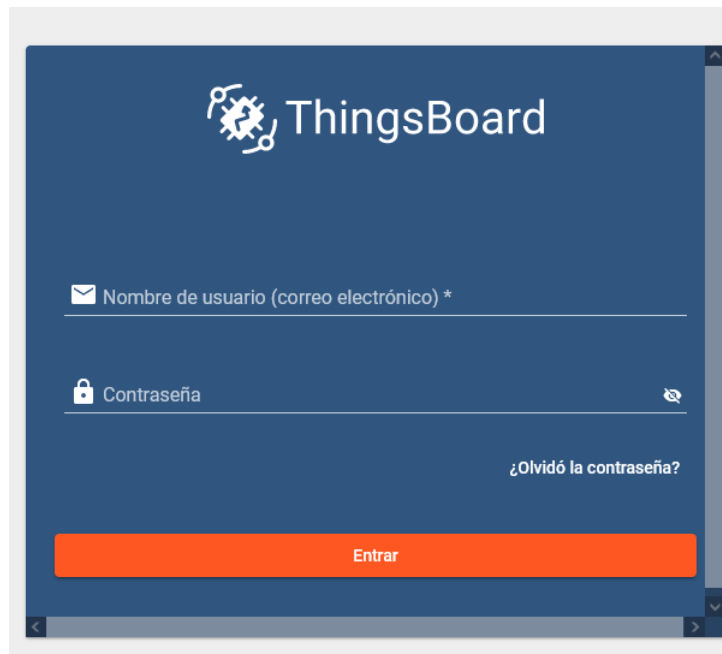 ThingsBoard
Nombre de usuario (correo electrónico) *
Contraseña
¿Olvidó la contraseña?
Entrar